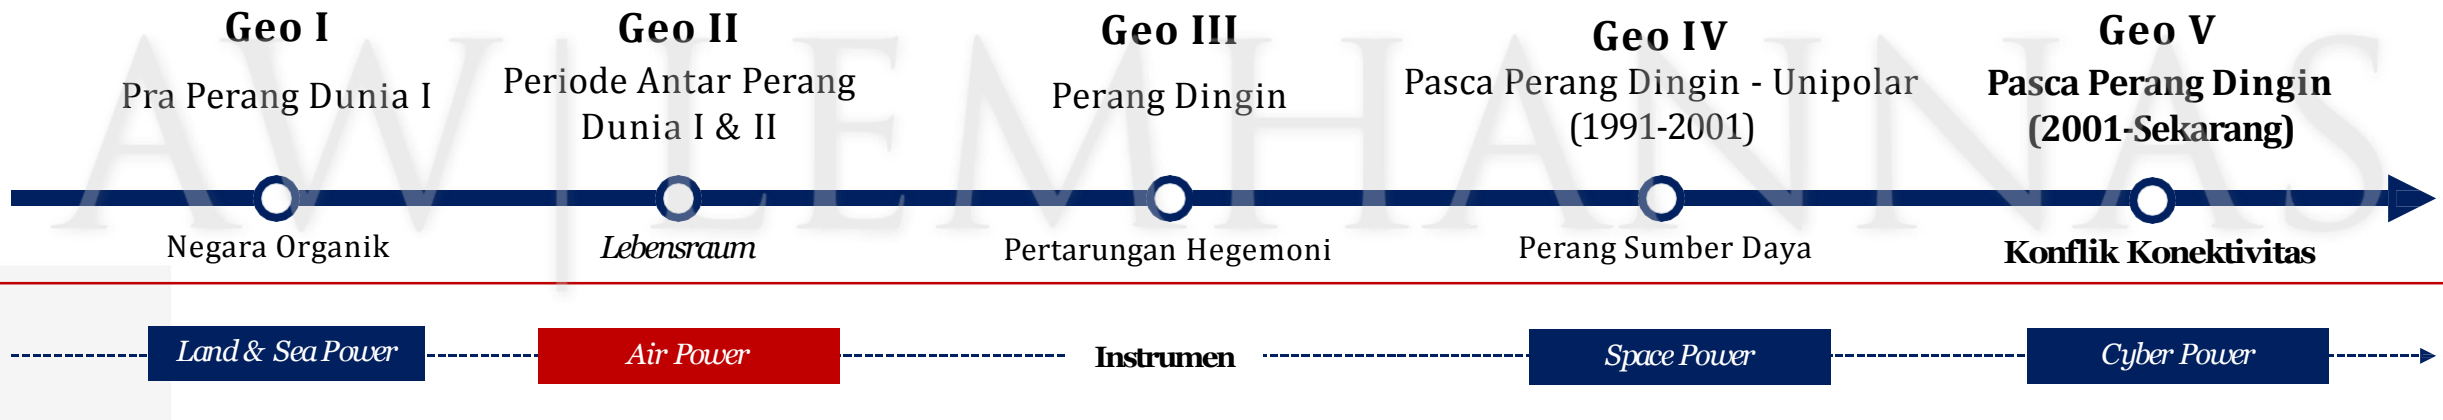 Geo I
Pra Perang Dunia I
Negara Organik
Geo II
Periode Antar Perang
Dunia I & II
Lebensraum
Geo III
Perang Dingin
Pertarungan Hegemoni
Geo IV
Pasca Perang Dingin - Unipolar
(1991-2001)
Perang Sumber Daya
Geo V
Pasca Perang Dingin
(2001-Sekarang)
Konflik Konektivitas
Land & Sea Power
Air Power
Instrumen
Space Power
Cyber Power
AW|LEMHANNAS